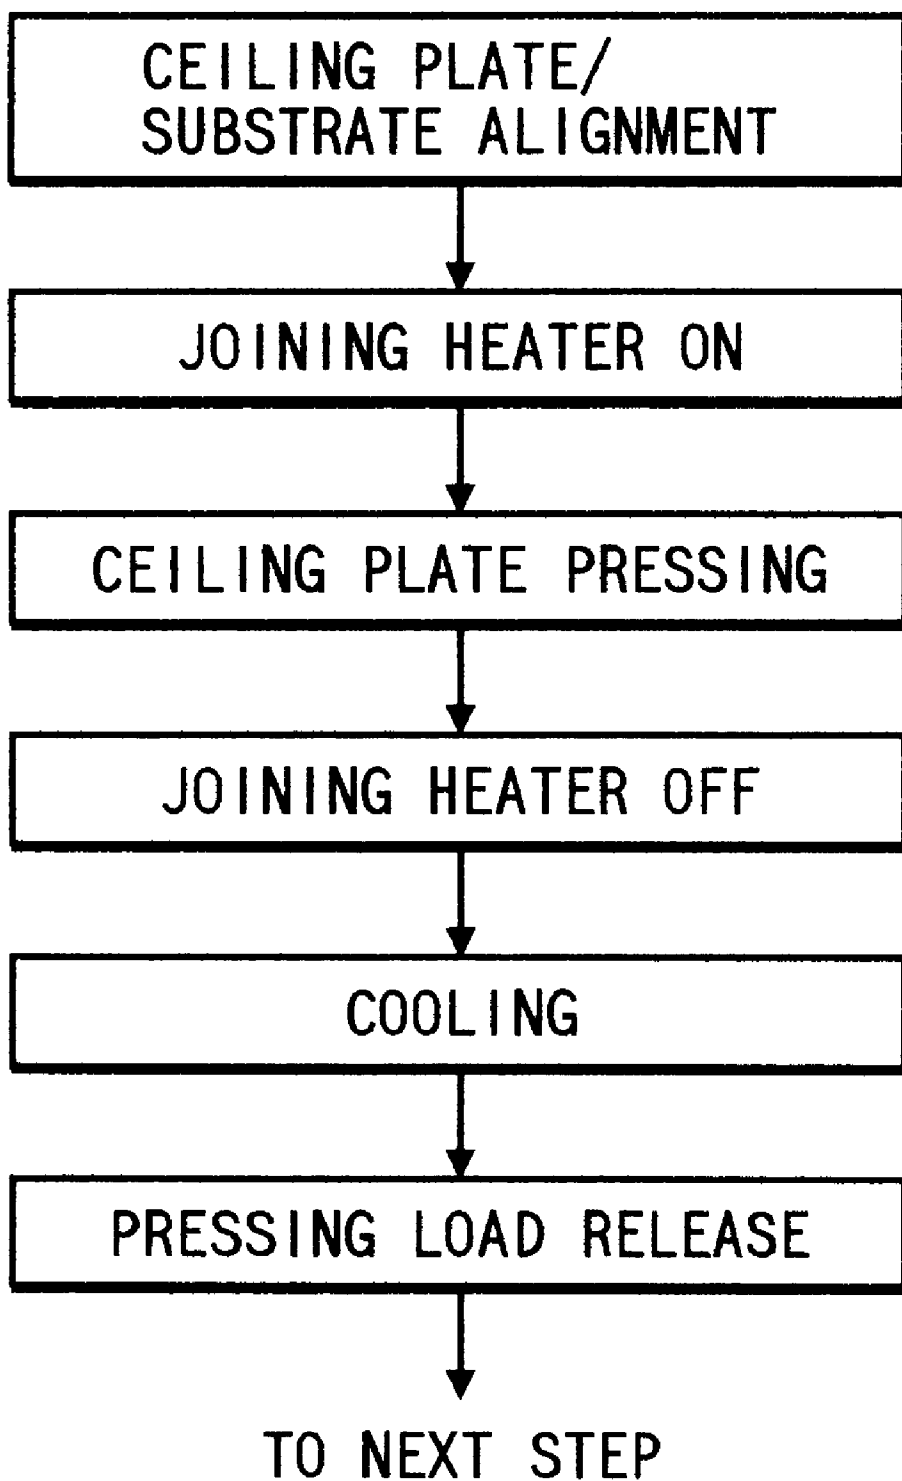 CEILING PLATE/
SUBSTRATE ALIGNMENT
JOINING HEATER ON
CEILING PLATE PRESSING
JOINING HEATER OFF
COOLING
PRESSING LOAD RELEASE
TO NEXT STEP